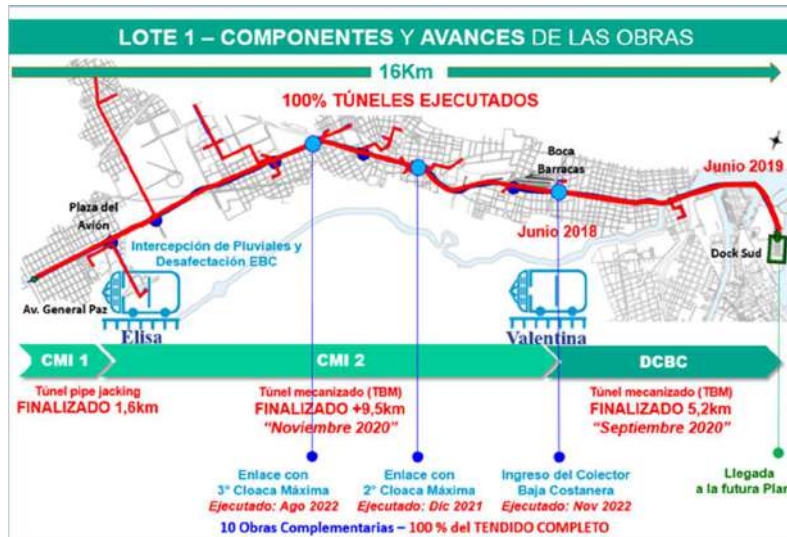 LOTE 1 – COMPONENTES Y AVANCES DE LAS OBRAS
16Km
100% TÚNELES EJECUTADOS
Boca
Barracas
Junio 2019
Plaza del
Avión
Junio 2018
Intercepción de Pluviales y
Desafectación EBC
Dock Sud
Av. General Paz
Elisa
Valentina
CMI 1
CMI 2
DCBC
Túnel pipe jacking
FINALIZADO 1,6km
Túnel mecanizado (TBM)
FINALIZADO +9,5km
"Noviembre 2020"
Túnel mecanizado (TBM)
FINALIZADO 5,2km
"Septiembre 2020"
Enlace con
3° Cloaca Máxima
Ejecutado: Ago 2022
Enlace con
2° Cloaca Máxima
Ejecutado: Dic 2021
Ingreso del Colector
Baja Costanera
Ejecutado: Nov 2022
Llegada
a la futura Plan
10 Obras Complementarias – 100 % del TENDIDO COMPLETO